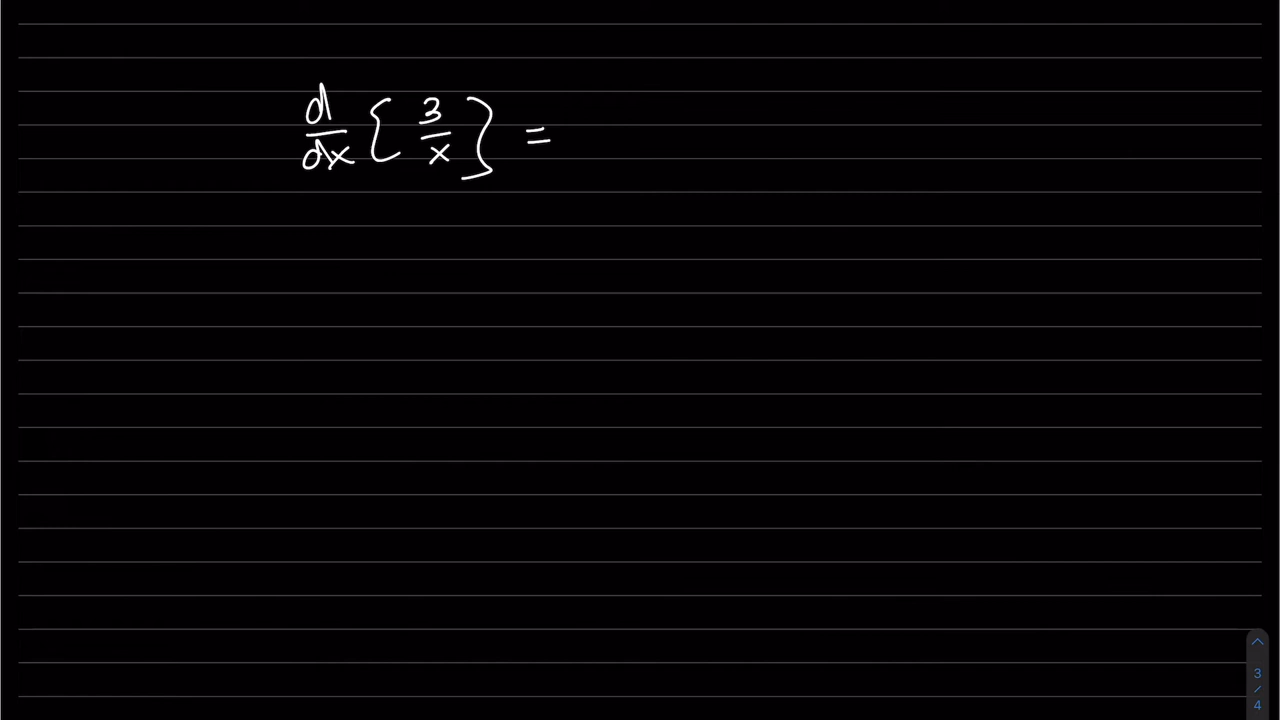 d/dx { 3/x } =
3
/
4